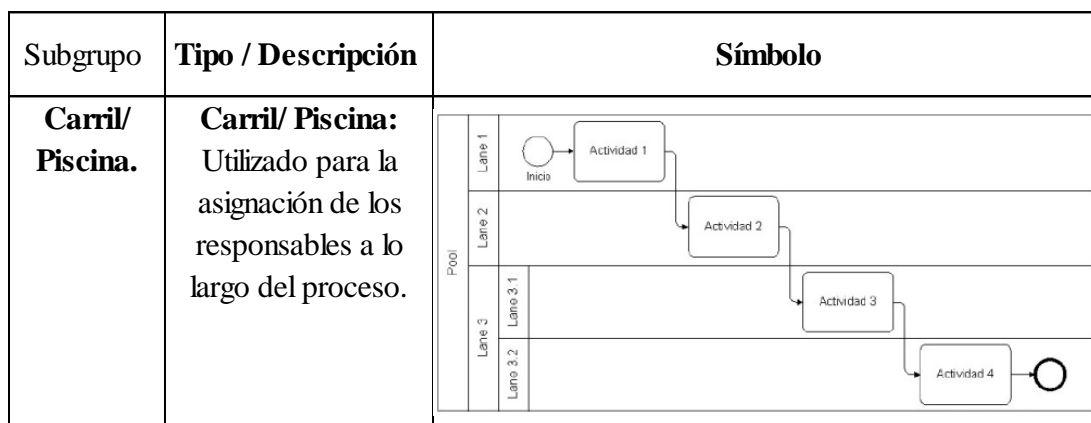 Subgrupo
Tipo / Descripción
Símbolo
Carril/
Piscina.
Carril/ Piscina:
Utilizado para la
asignación de los
responsables a lo
largo del proceso.
Pool
Lane 1
Inicio
Actividad 1
Lane 2
Actividad 2
Lane 3
Lane 3.1
Actividad 3
Lane 3.2
Actividad 4